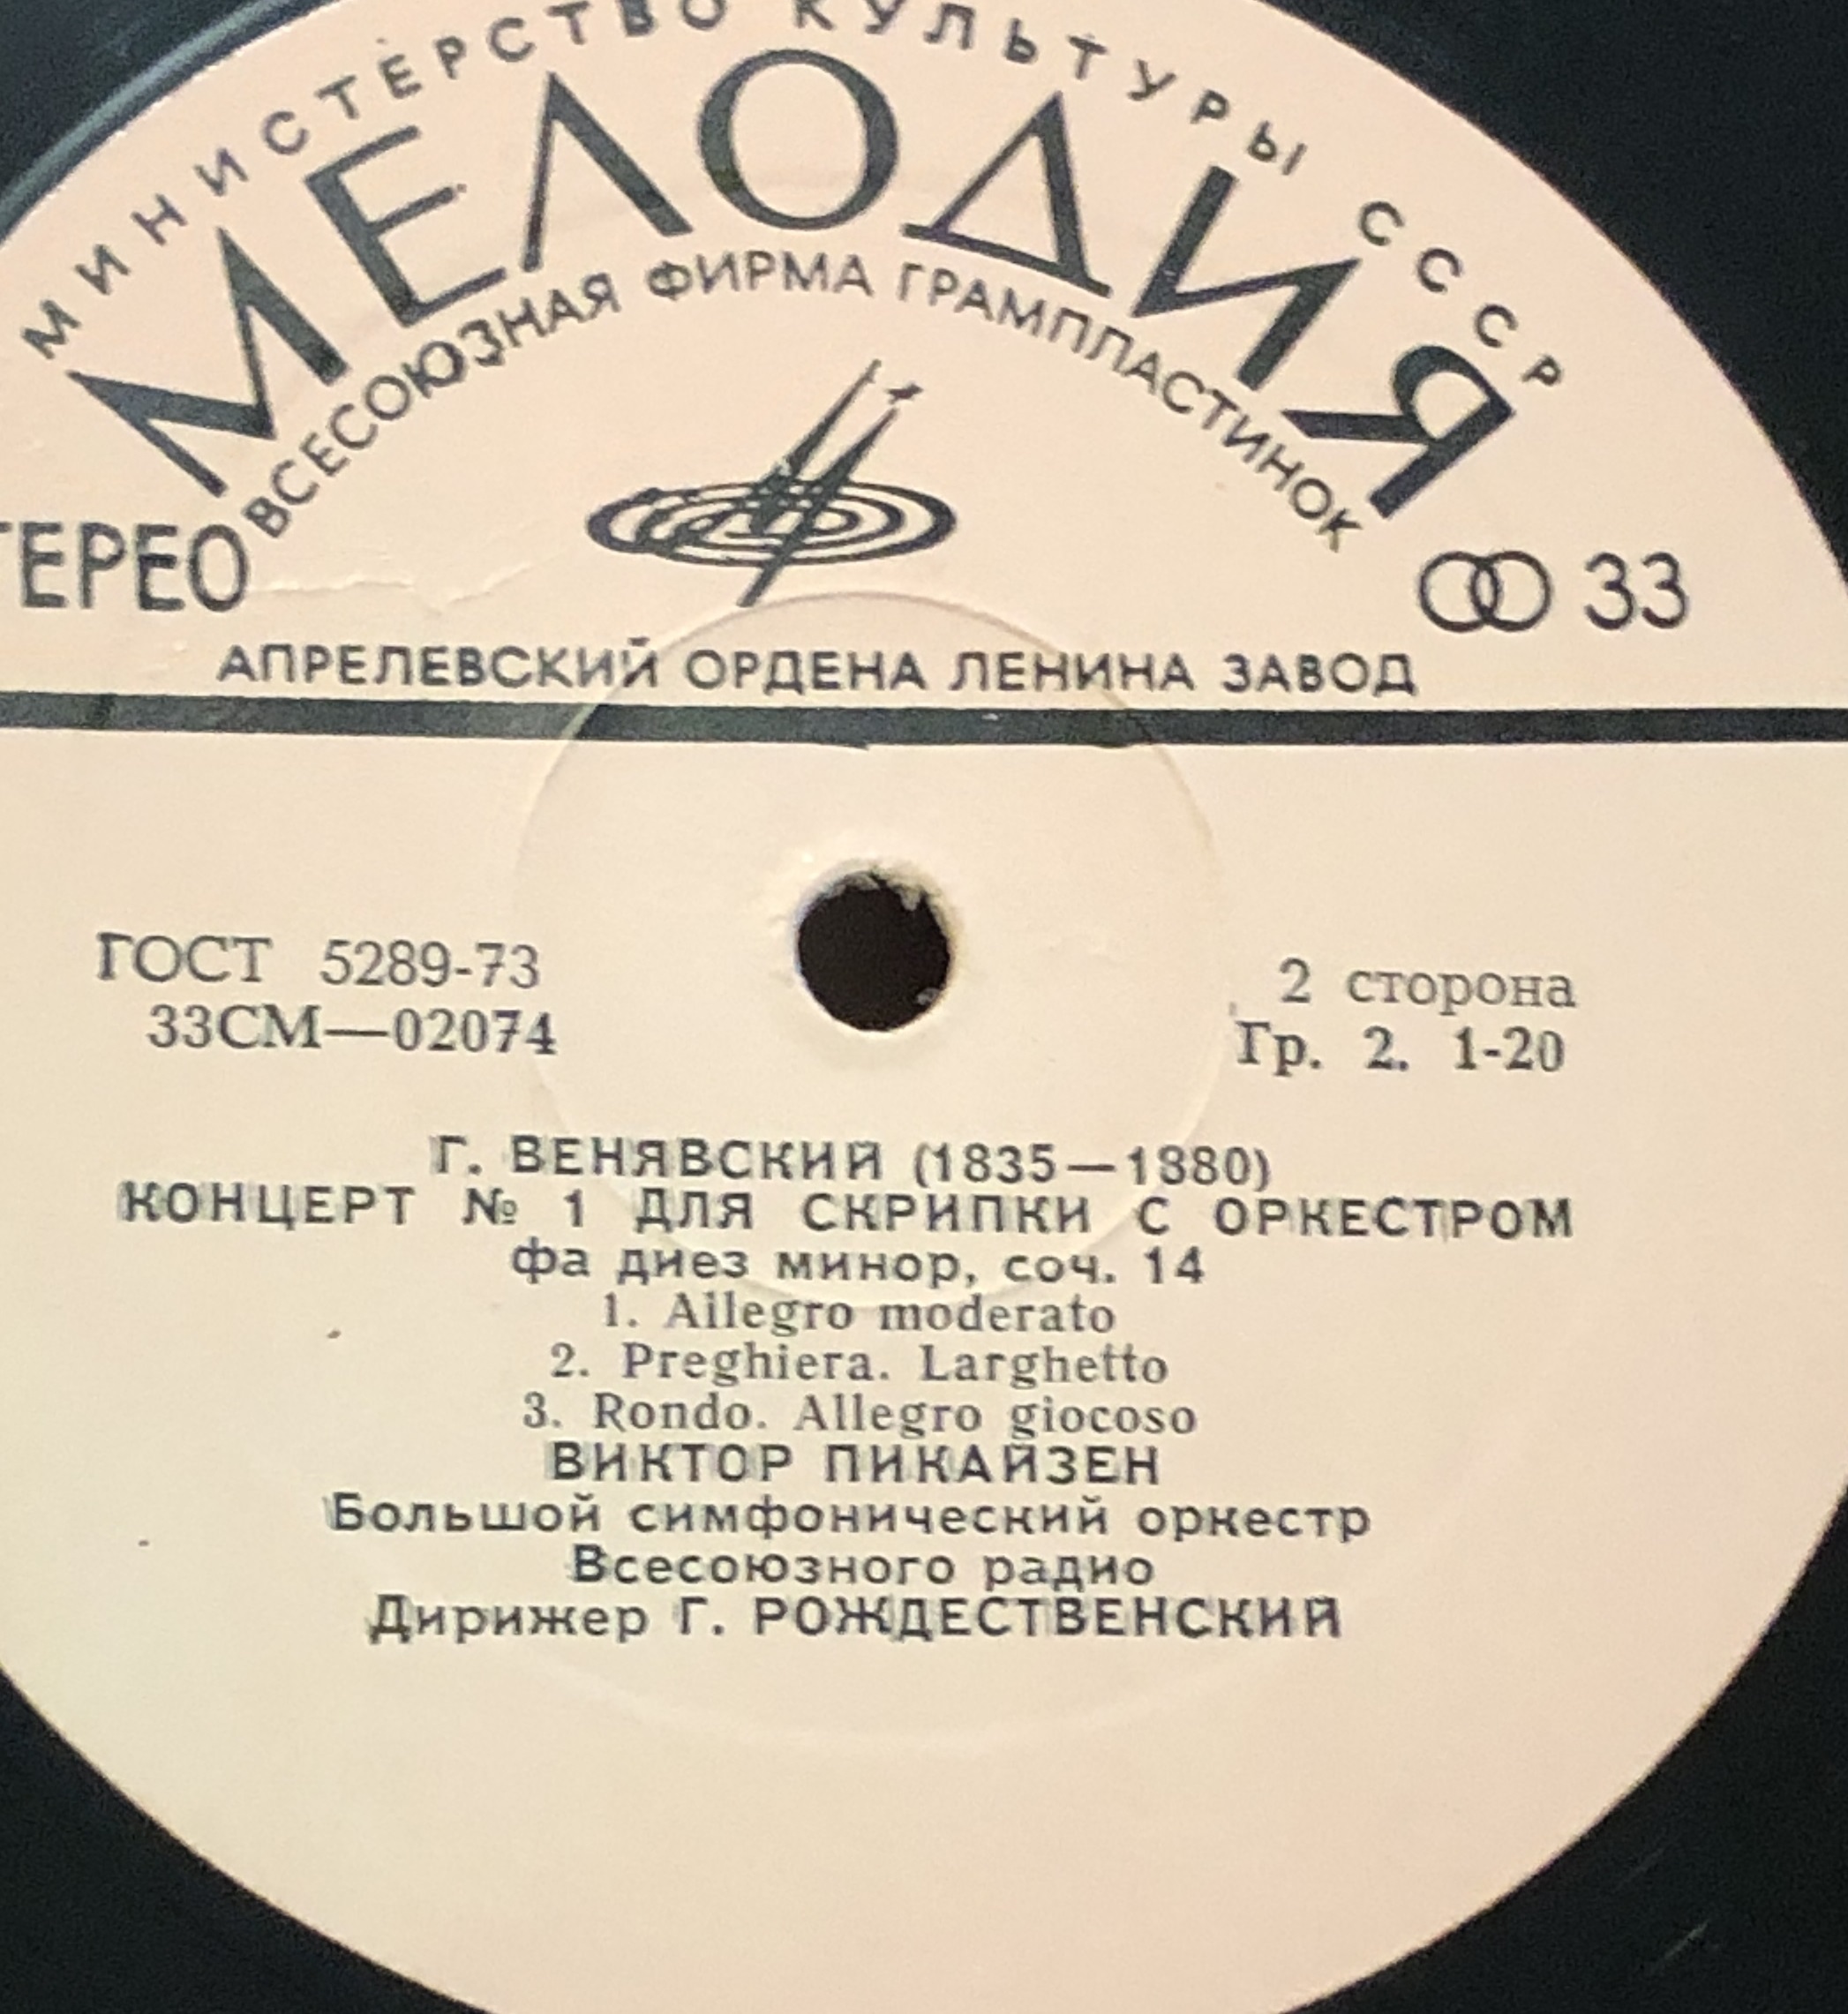 МИНИСТЕРСТВО КУЛЬТУРЫ СССР
МЕЛОДИЯ
ВСЕСОЮЗНАЯ ФИРМА ГРАМПЛАСТИНОК
ТЕРЕО
33
АПРЕЛЕВСКИЙ ОРДЕНА ЛЕНИНА ЗАВОД
ГОСТ 5289-73
33СМ—02074
2 сторона
Гр. 2. 1-20
Г. ВЕНЯВСКИЙ (1835—1880)
КОНЦЕРТ № 1 ДЛЯ СКРИПКИ С ОРКЕСТРОМ
фа диез минор, соч. 14
1. Allegro moderato
2. Preghiera. Larghetto
3. Rondo. Allegro giocoso
ВИКТОР ПИКАЙЗЕН
Большой симфонический оркестр
Всесоюзного радио
Дирижер Г. РОЖДЕСТВЕНСКИЙ